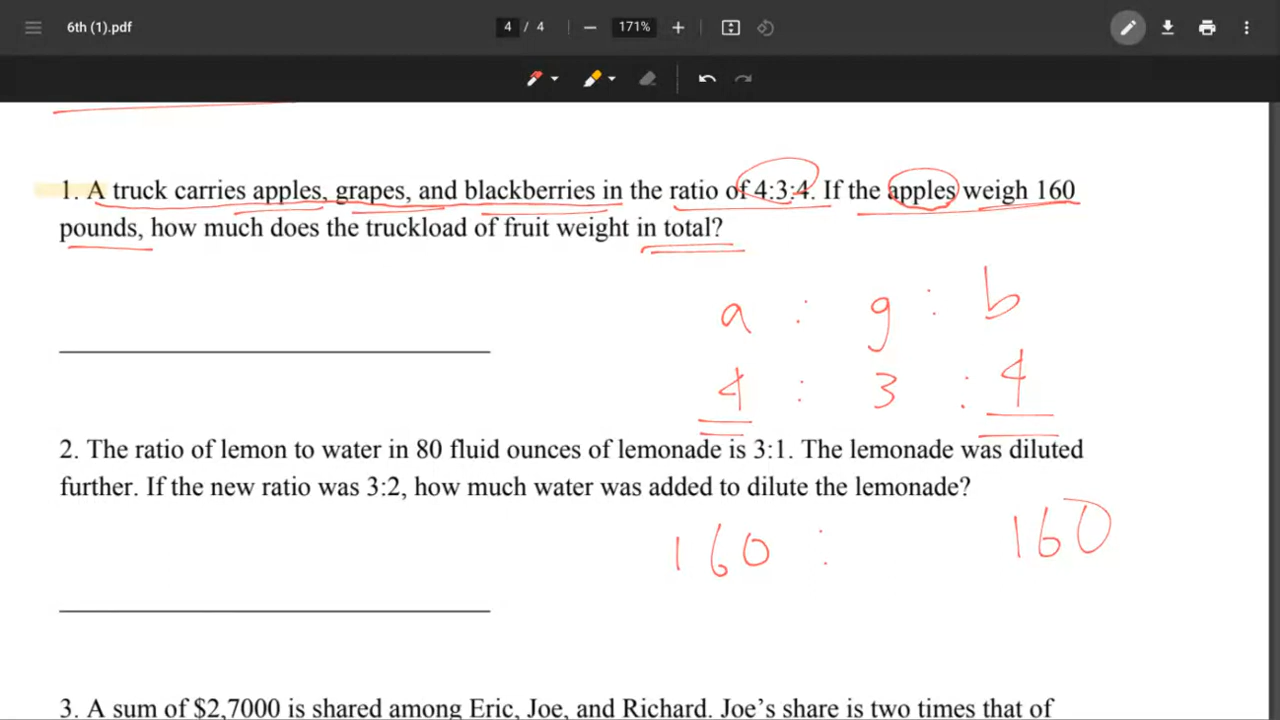 6th (1).pdf 4 / 4 171%
1. A truck carries apples, grapes, and blackberries in the ratio of 4:3:4. If the apples weigh 160
pounds, how much does the truckload of fruit weight in total?
a : g : b
4 : 3 : 4
2. The ratio of lemon to water in 80 fluid ounces of lemonade is 3:1. The lemonade was diluted
further. If the new ratio was 3:2, how much water was added to dilute the lemonade?
160 : 160
3. A sum of $2,7000 is shared among Eric, Joe, and Richard. Joe's share is two times that of